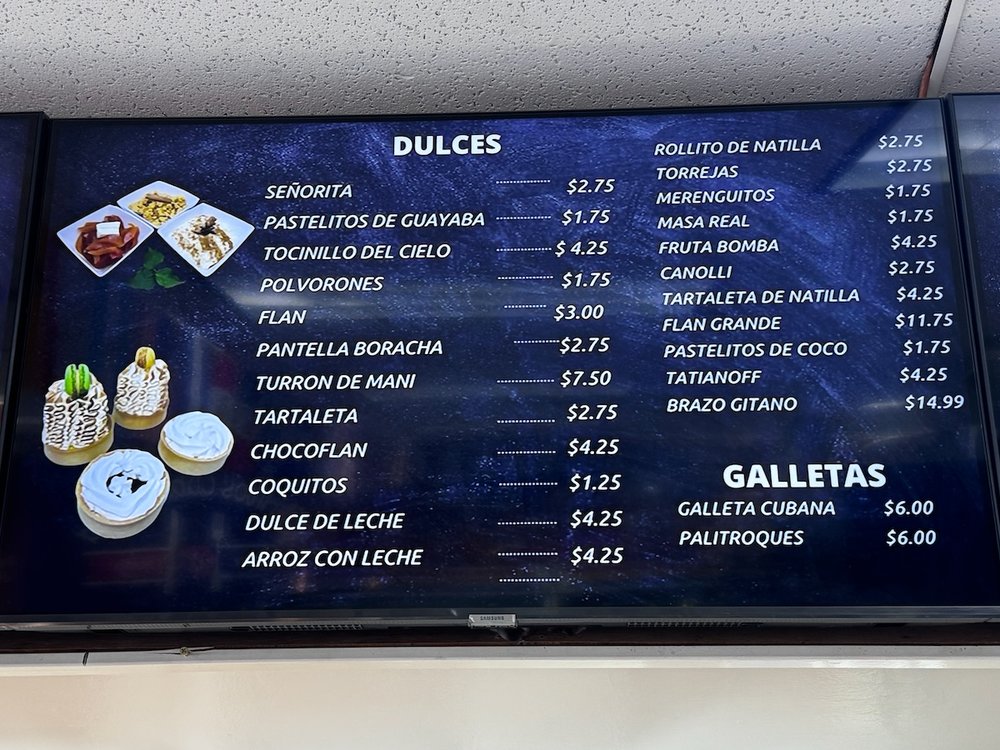 DULCES
SEÑORITA ........... $2.75
PASTELITOS DE GUAYABA ........... $1.75
TOCINILLO DEL CIELO ........... $ 4.25
POLVORONES ........... $1.75
FLAN ........... $3.00
PANTELLA BORACHA ........... $2.75
TURRON DE MANI ........... $7.50
TARTALETA ........... $2.75
CHOCOFLAN ........... $4.25
COQUITOS ........... $1.25
DULCE DE LECHE ........... $4.25
ARROZ CON LECHE ........... $4.25
ROLLITO DE NATILLA $2.75
TORREJAS $2.75
MERENGUITOS $1.75
MASA REAL $1.75
FRUTA BOMBA $4.25
CANOLLI $2.75
TARTALETA DE NATILLA $4.25
FLAN GRANDE $11.75
PASTELITOS DE COCO $1.75
TATIANOFF $4.25
BRAZO GITANO $14.99
GALLETAS
GALLETA CUBANA $6.00
PALITROQUES $6.00
SAMSUNG